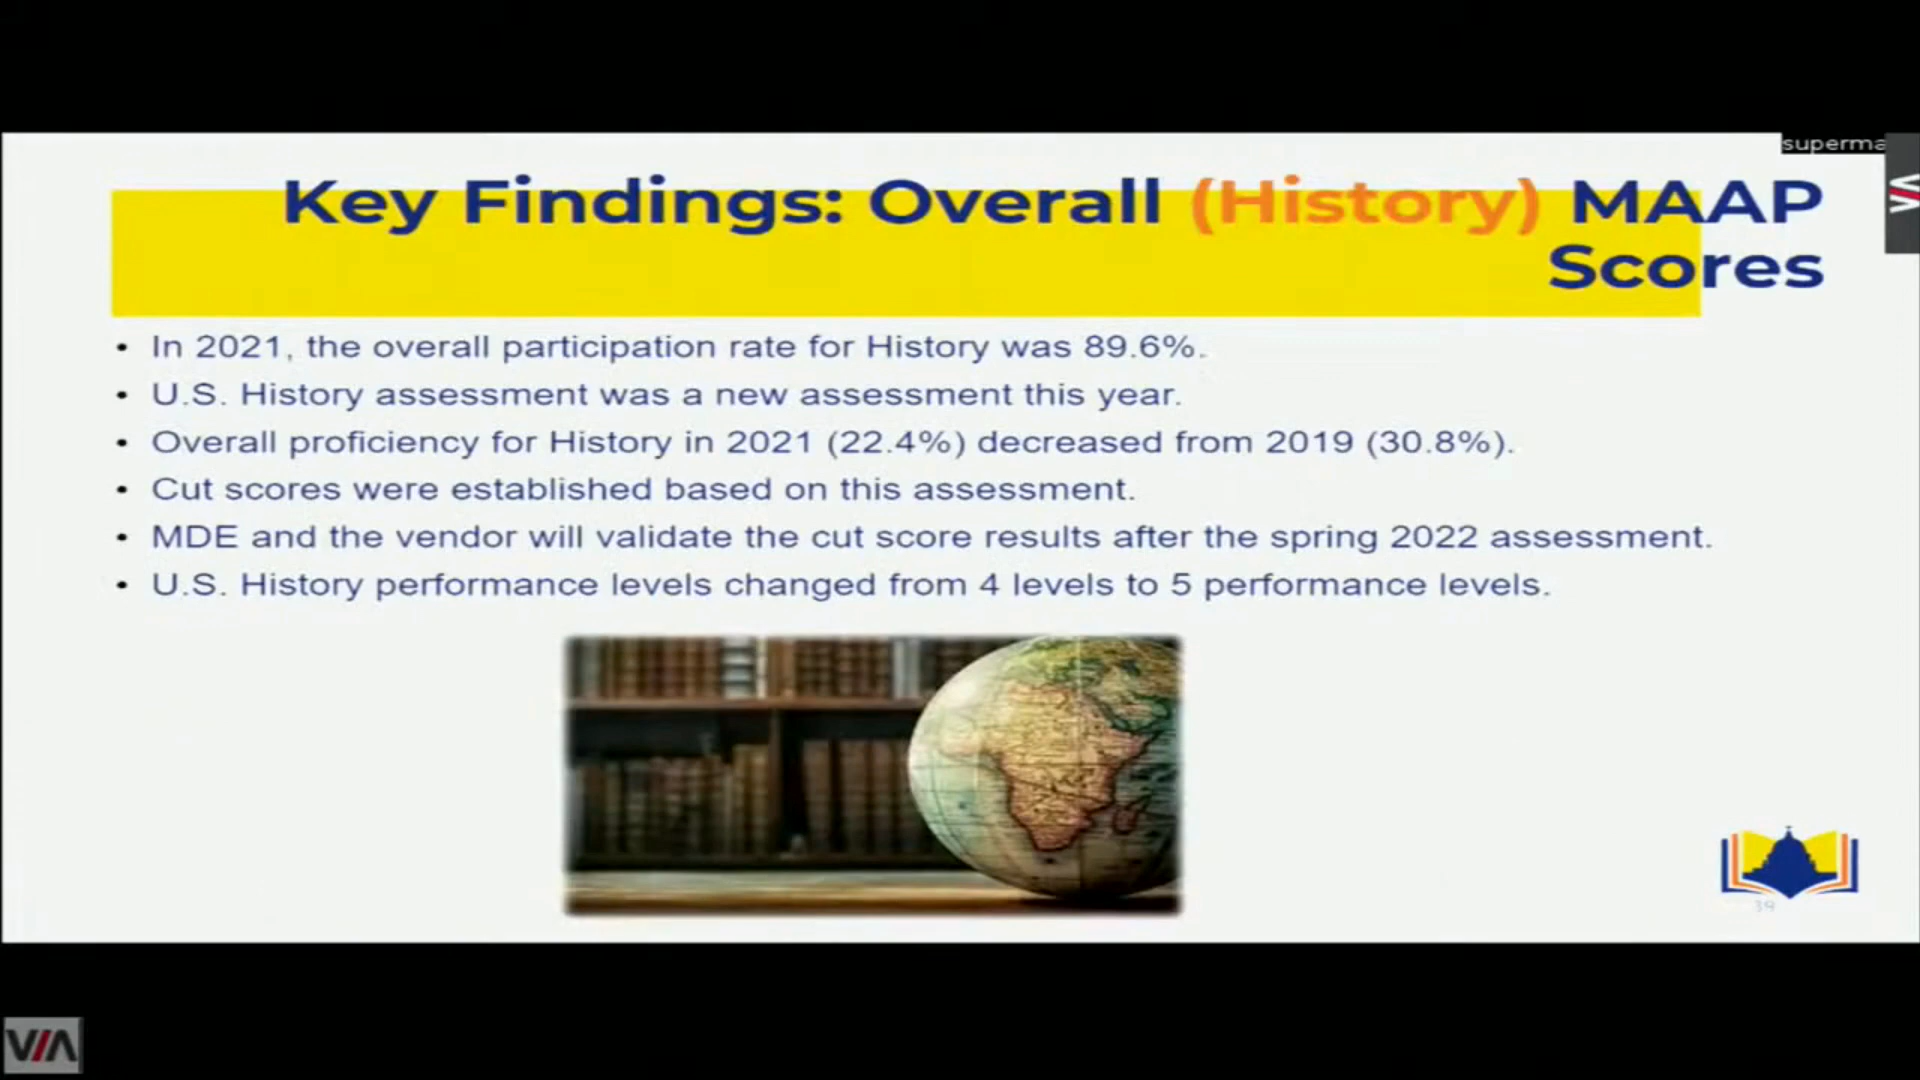 superma
Key Findings: Overall (History) MAAP
Scores
• In 2021, the overall participation rate for History was 89.6%.
• U.S. History assessment was a new assessment this year.
• Overall proficiency for History in 2021 (22.4%) decreased from 2019 (30.8%).
• Cut scores were established based on this assessment.
• MDE and the vendor will validate the cut score results after the spring 2022 assessment.
• U.S. History performance levels changed from 4 levels to 5 performance levels.
39
VIA